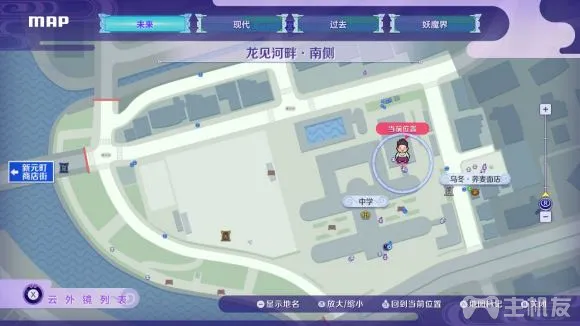 MAP
未来
现代
过去
妖魔界
龙见河畔·南侧
当前位置
新元町
商店街
乌冬·荞麦面店
中学
X 云外镜列表
显示地名
放大/缩小
回到当前位置
关闭
主机友